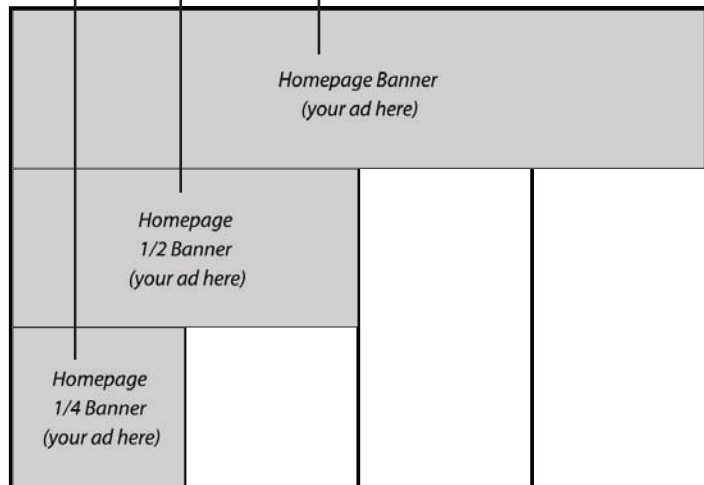 Homepage Banner
(your ad here)
Homepage
1/2 Banner
(your ad here)
Homepage
1/4 Banner
(your ad here)